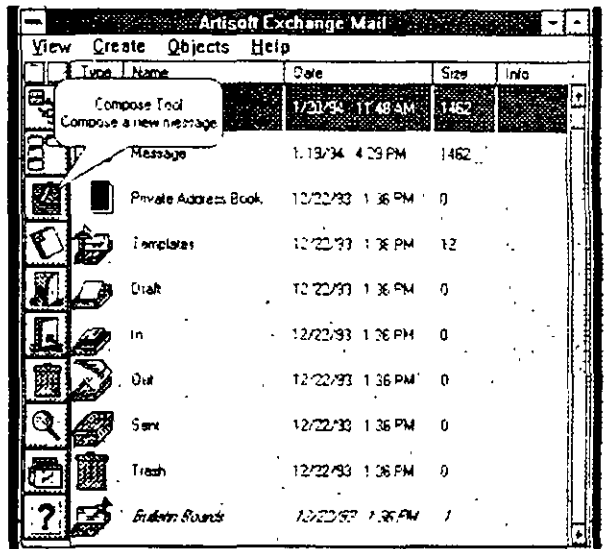 Artisoft Exchange Mail
View Create Objects Help
Type Name Date Size Info
Compose Tool
Compose a new message
1/20/94 11:48 AM 1462
Message 1/19/94 4:29 PM 1462
Private Address Book 12/22/93 1:36 PM 0
Templates 12/22/93 1:36 PM 12
Draft 12/22/93 1:36 PM 0
In 12/22/93 1:36 PM 0
Out 12/22/93 1:36 PM 0
Sent 12/22/93 1:36 PM 0
Trash 12/22/93 1:36 PM 0
?
Bulletin Boards 12/22/93 1:36 PM 1